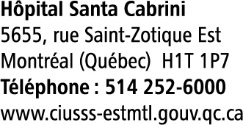 Hôpital Santa Cabrini
5655, rue Saint-Zotique Est
Montréal (Québec)  H1T 1P7
Téléphone : 514 252-6000
www.ciusss-estmtl.gouv.qc.ca